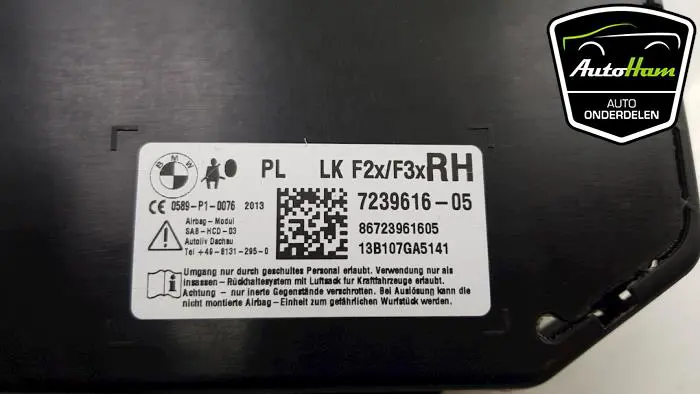 AutoHam
AUTO
ONDERDELEN
BMW
PL LK F2x/F3x RH
CE 0589-P1-0076 2013
7239616-05
86723961605
13B107GA5141
Airbag-Modul
SAB-HCD-03
Autoliv Dachau
Tel +49-8131-295-0
Umgang nur durch geschultes Personal erlaubt. Verwendung nur als
Insassen-Rückhaltesystem mit Luftsack für Kraftfahrzeuge erlaubt.
Achtung - nur inerte Gegenstände verschrotten. Bei Auslösung kann die
nicht montierte Airbag-Einheit zum gefährlichen Wurfstück werden.